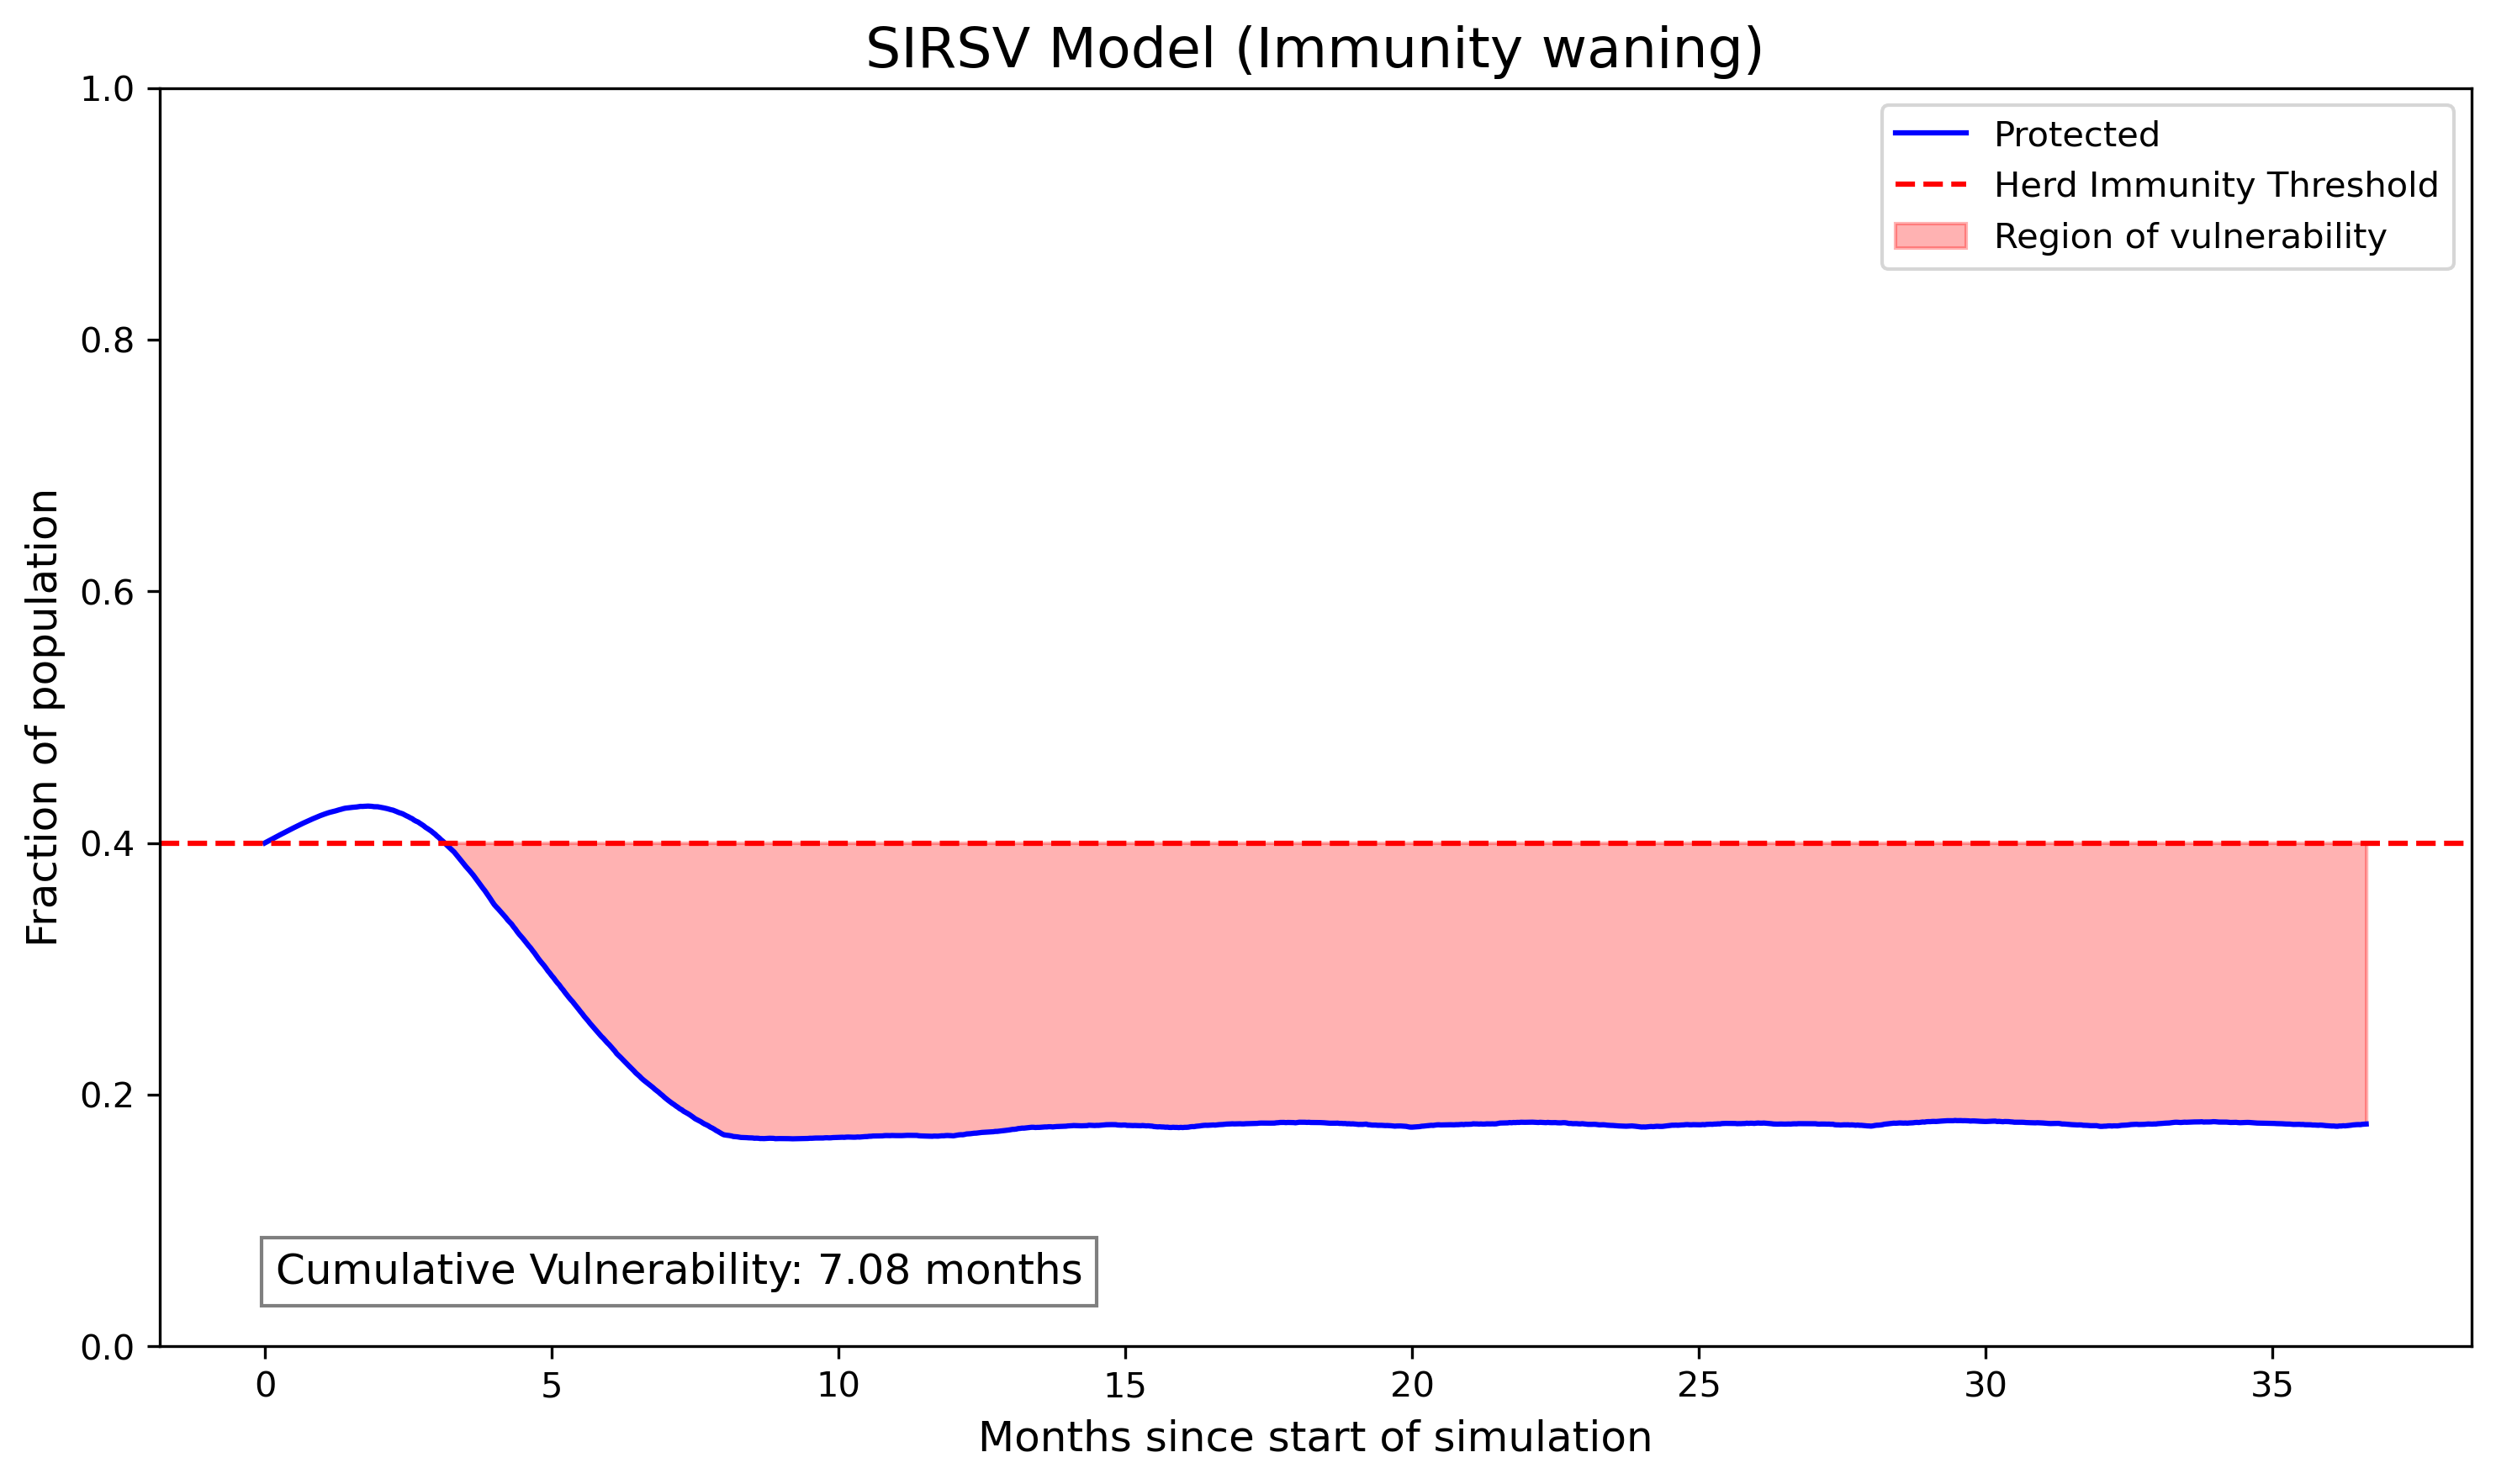 SIRSV Model (Immunity waning)
1.0
0.8
0.6
0.4
0.2
0.0
Fraction of population
Protected
Herd Immunity Threshold
Region of vulnerability
Cumulative Vulnerability: 7.08 months
0 5 10 15 20 25 30 35
Months since start of simulation